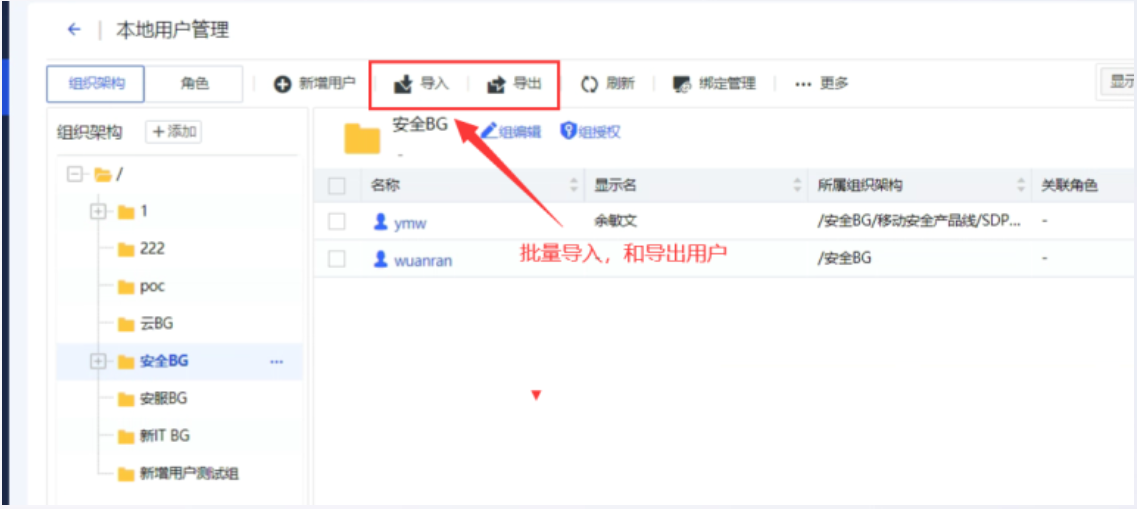 ← | 本地用户管理
组织架构 角色 新增用户 导入 导出 刷新 绑定管理 ··· 更多
组织架构 +添加
安全BG 组编辑 组授权
-
名称 显示名 所属组织架构 关联角色
ymw 余敏文 /安全BG/移动安全产品线/SDP... -
wuanran /安全BG -
批量导入，和导出用户
/
1
222
poc
云BG
安全BG ···
安服BG
新IT BG
新增用户测试组